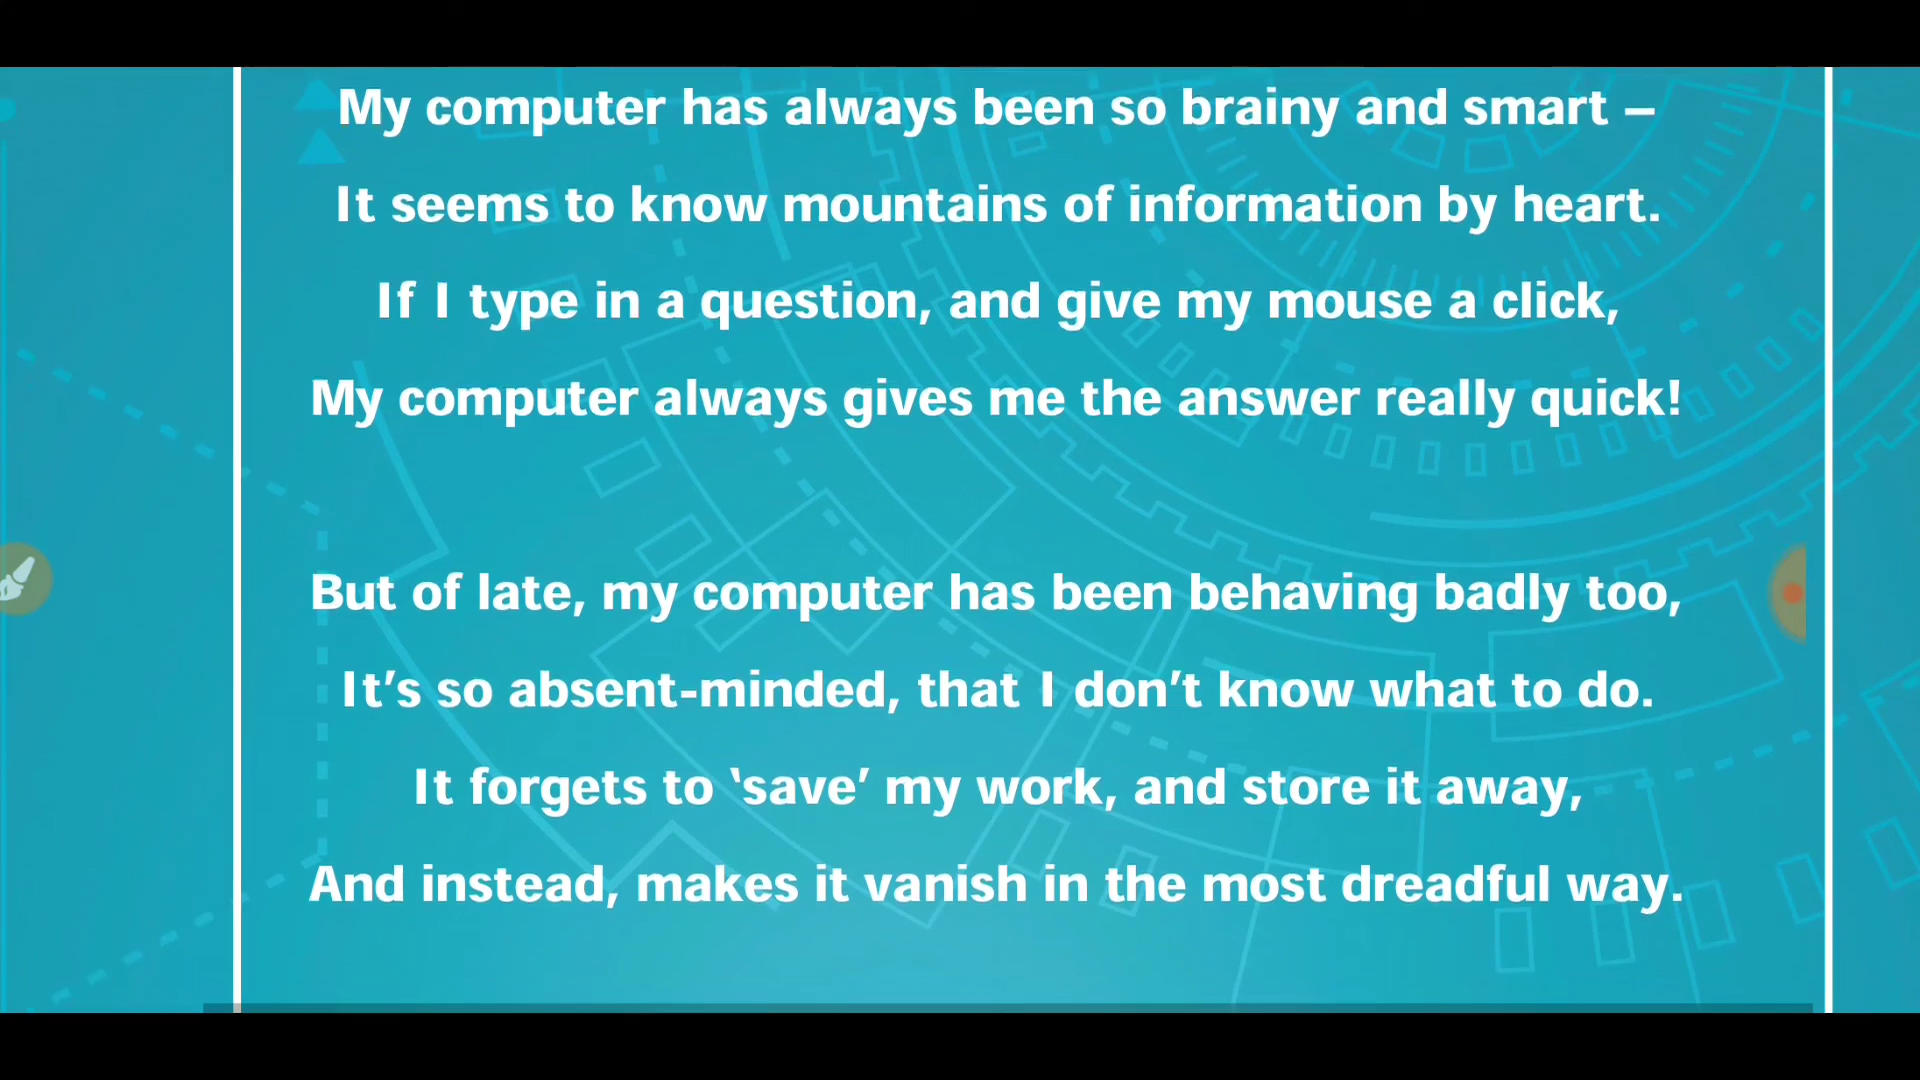 My computer has always been so brainy and smart –
It seems to know mountains of information by heart.
If I type in a question, and give my mouse a click,
My computer always gives me the answer really quick!
But of late, my computer has been behaving badly too,
It’s so absent-minded, that I don’t know what to do.
It forgets to ‘save’ my work, and store it away,
And instead, makes it vanish in the most dreadful way.